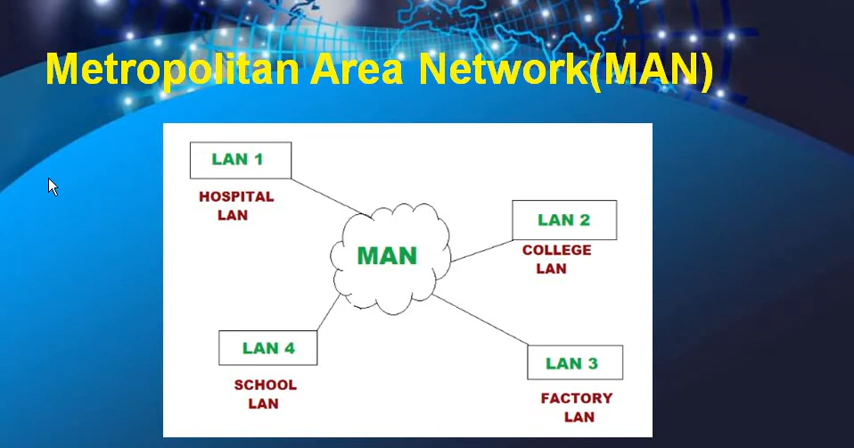 Metropolitan Area Network(MAN)
LAN 1
HOSPITAL
LAN
LAN 2
COLLEGE
LAN
MAN
LAN 4
SCHOOL
LAN
LAN 3
FACTORY
LAN